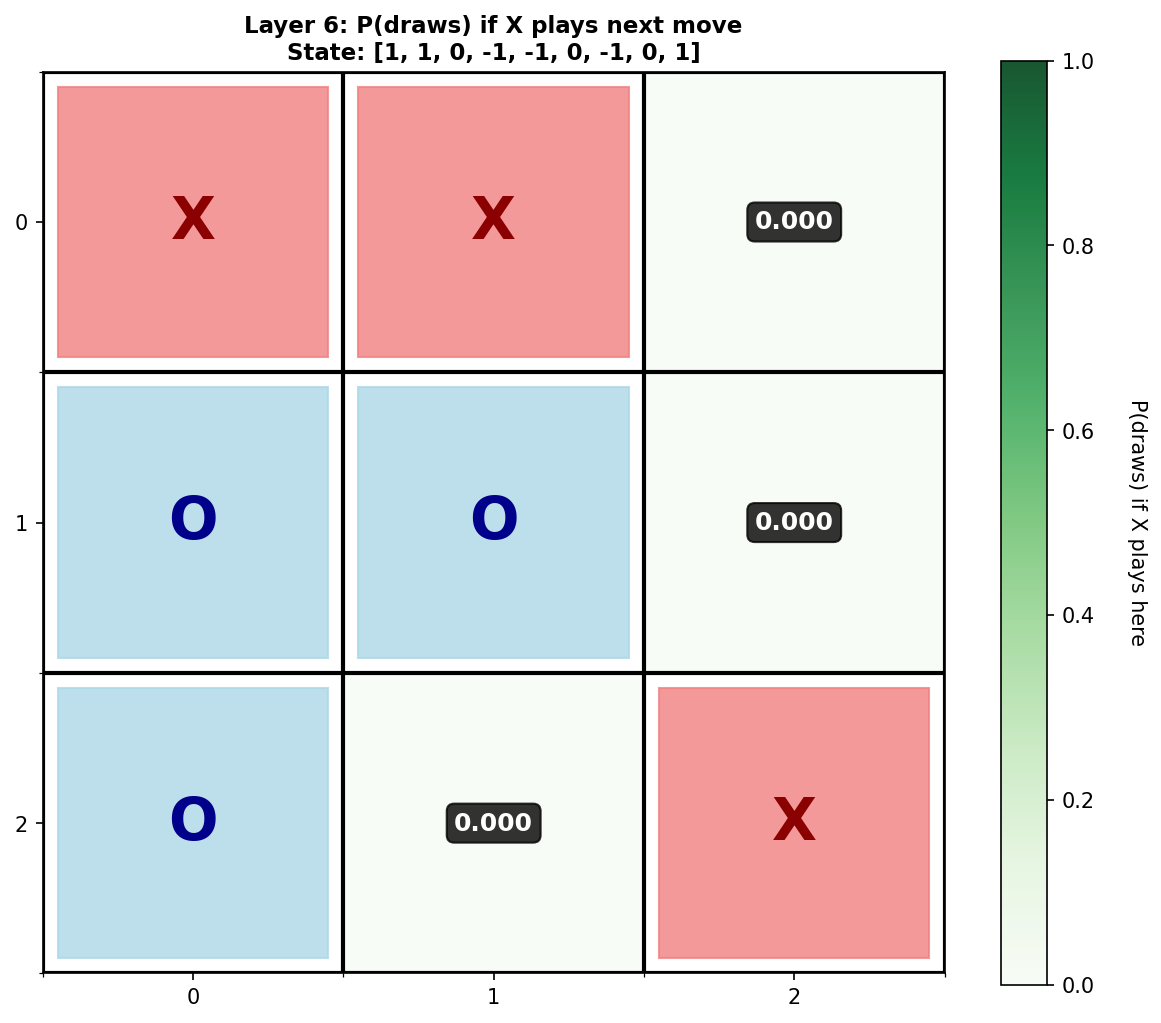 Layer 6: P(draws) if X plays next move
State: [1, 1, 0, -1, -1, 0, -1, 0, 1]
0
X
X
0.000
1
O
O
0.000
2
O
0.000
X
0
1
2
1.0
0.8
0.6
0.4
0.2
0.0
P(draws) if X plays here